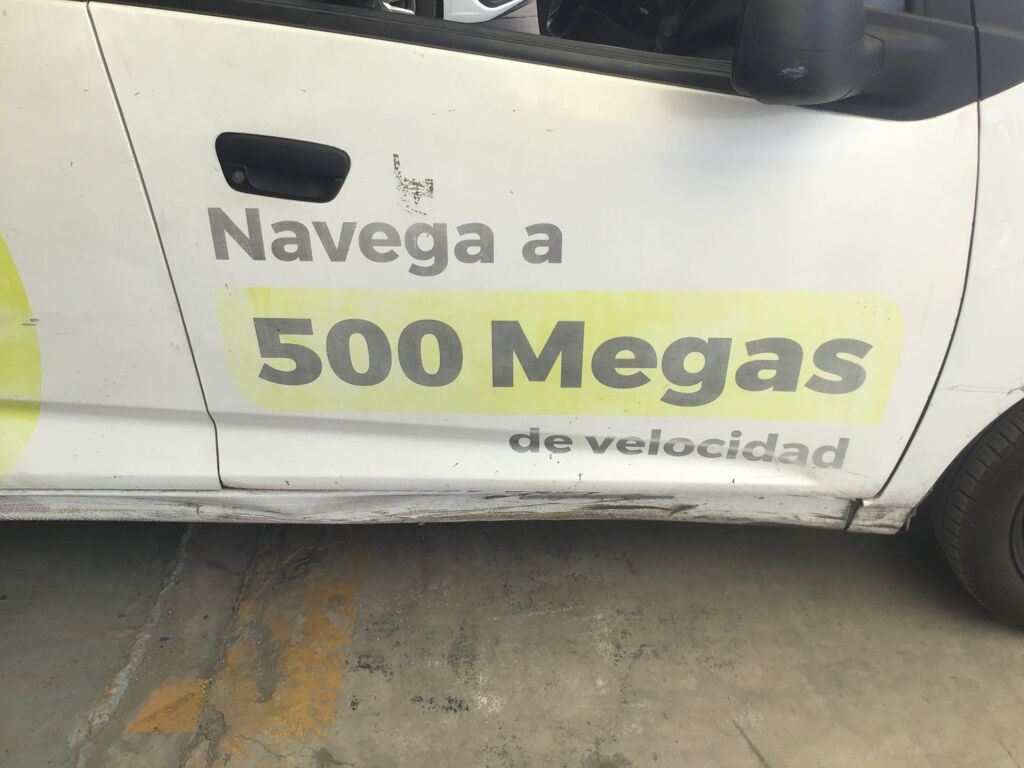 Navega a
500 Megas
de velocidad